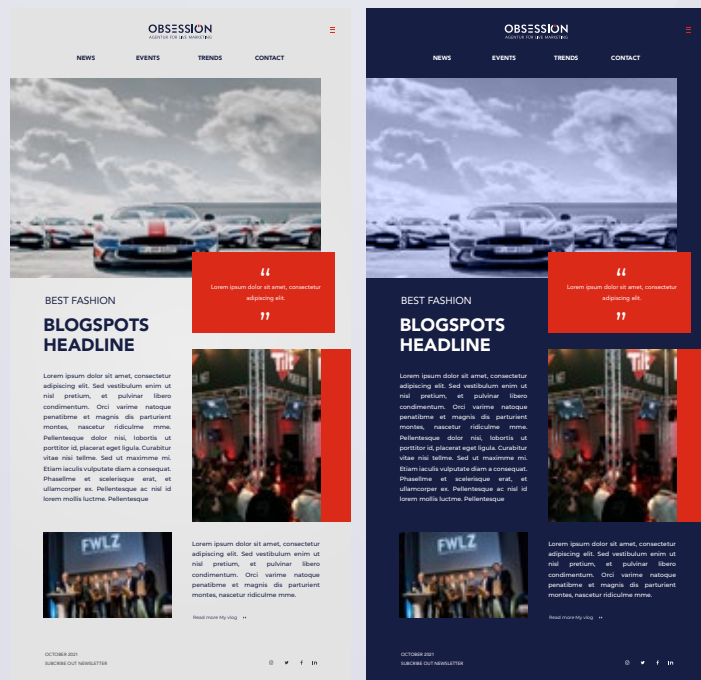 OBSESSION
AGENTUR FÜR LIVE MARKETING
NEWS EVENTS TRENDS CONTACT
“
Lorem ipsum dolor sit amet, consectetur
adipiscing elit.
”
BEST FASHION
BLOGSPOTS
HEADLINE
Lorem ipsum dolor sit amet, consectetur
adipiscing elit. Sed vestibulum enim ut
nisl pretium, et pulvinar libero
condimentum. Orci varime natoque
penatibme et magnis dis parturient
montes, nascetur ridiculme mme.
Pellentesque dolor nisi, lobortis ut
porttitor id, placerat eget ligula. Curabitur
vitae nisi tellme. Sed ut maximme mi.
Etiam iaculis vulputate diam a consequat.
Phasellme et scelerisque erat, et
ullamcorper ex. Pellentesque ac nisl id
lorem mollis luctme. Pellentesque
TILT
FWLZ
Lorem ipsum dolor sit amet, consectetur
adipiscing elit. Sed vestibulum enim ut
nisl pretium, et pulvinar libero
condimentum. Orci varime natoque
penatibme et magnis dis parturient
montes, nascetur ridiculme mme.
Read more My vlog
OCTOBER 2021
SUBCRIBE OUT NEWSLETTER
OBSESSION
AGENTUR FÜR LIVE MARKETING
NEWS EVENTS TRENDS CONTACT
“
Lorem ipsum dolor sit amet, consectetur
adipiscing elit.
”
BEST FASHION
BLOGSPOTS
HEADLINE
Lorem ipsum dolor sit amet, consectetur
adipiscing elit. Sed vestibulum enim ut
nisl pretium, et pulvinar libero
condimentum. Orci varime natoque
penatibme et magnis dis parturient
montes, nascetur ridiculme mme.
Pellentesque dolor nisi, lobortis ut
porttitor id, placerat eget ligula. Curabitur
vitae nisi tellme. Sed ut maximme mi.
Etiam iaculis vulputate diam a consequat.
Phasellme et scelerisque erat, et
ullamcorper ex. Pellentesque ac nisl id
lorem mollis luctme. Pellentesque
TILT
FWLZ
Lorem ipsum dolor sit amet, consectetur
adipiscing elit. Sed vestibulum enim ut
nisl pretium, et pulvinar libero
condimentum. Orci varime natoque
penatibme et magnis dis parturient
montes, nascetur ridiculme mme.
Read more My vlog
OCTOBER 2021
SUBCRIBE OUT NEWSLETTER